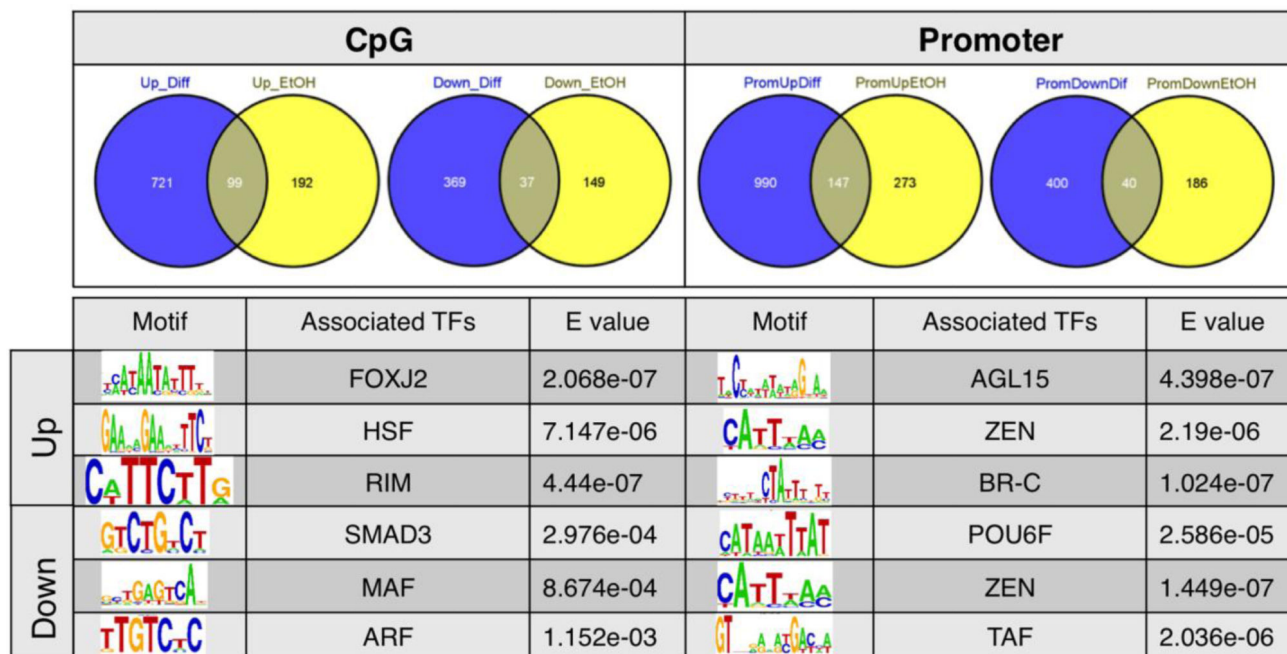 CpG Promoter
Up_Diff Up_EtOH Down_Diff Down_EtOH PromUpDiff PromUpEtOH PromDownDif PromDownEtOH
721 99 192 369 37 149 990 147 273 400 40 186
Motif Associated TFs E value Motif Associated TFs E value
Up
FOXJ2 2.068e-07 AGL15 4.398e-07
HSF 7.147e-06 ZEN 2.19e-06
RIM 4.44e-07 BR-C 1.024e-07
Down
SMAD3 2.976e-04 POU6F 2.586e-05
MAF 8.674e-04 ZEN 1.449e-07
ARF 1.152e-03 TAF 2.036e-06